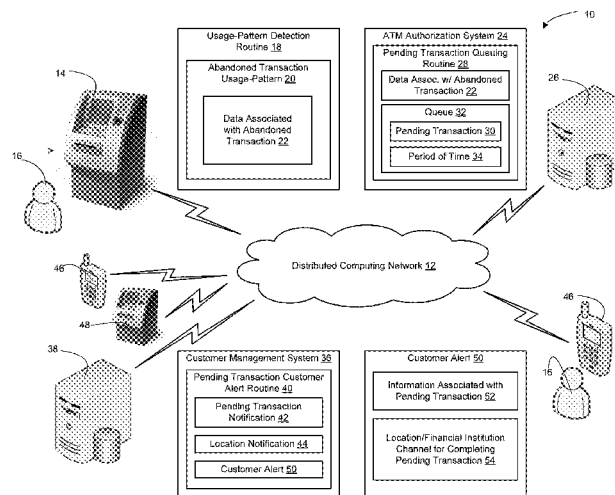 10
Usage-Pattern Detection
Routine 18
Abandoned Transaction
Usage-Pattern 20
Data Associated
with Abandoned
Transaction 22
ATM Authorization System 24
Pending Transaction Queuing
Routine 28
Data Assoc. w/ Abandoned
Transaction 22
Queue 32
Pending Transaction 30
Period of Time 34
14
26
16
Distributed Computing Network 12
46
48
38
46
16
Customer Management System 36
Pending Transaction Customer
Alert Routine 40
Pending Transaction
Notification 42
Location Notification 44
Customer Alert 50
Customer Alert 50
Information Associated with
Pending Transaction 52
Location/Financial Institution
Channel for Completing
Pending Transaction 54